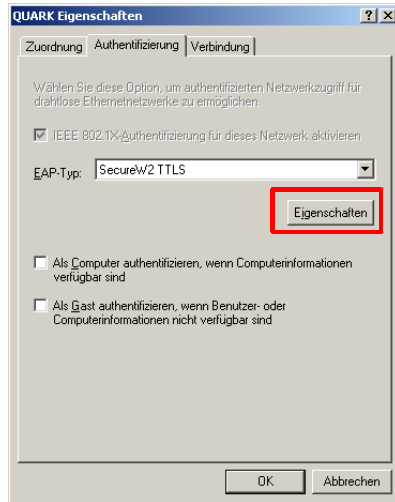 QUARK Eigenschaften
Zuordnung Authentifizierung Verbindung
Wählen Sie diese Option, um authentifizierten Netzwerkzugriff für
drahtlose Ethernetnetzwerke zu ermöglichen.
IEEE 802.1X-Authentifizierung für dieses Netzwerk aktivieren
EAP-Typ: SecureW2 TTLS
Eigenschaften
Als Computer authentifizieren, wenn Computerinformationen
verfügbar sind
Als Gast authentifizieren, wenn Benutzer- oder
Computerinformationen nicht verfügbar sind
OK Abbrechen